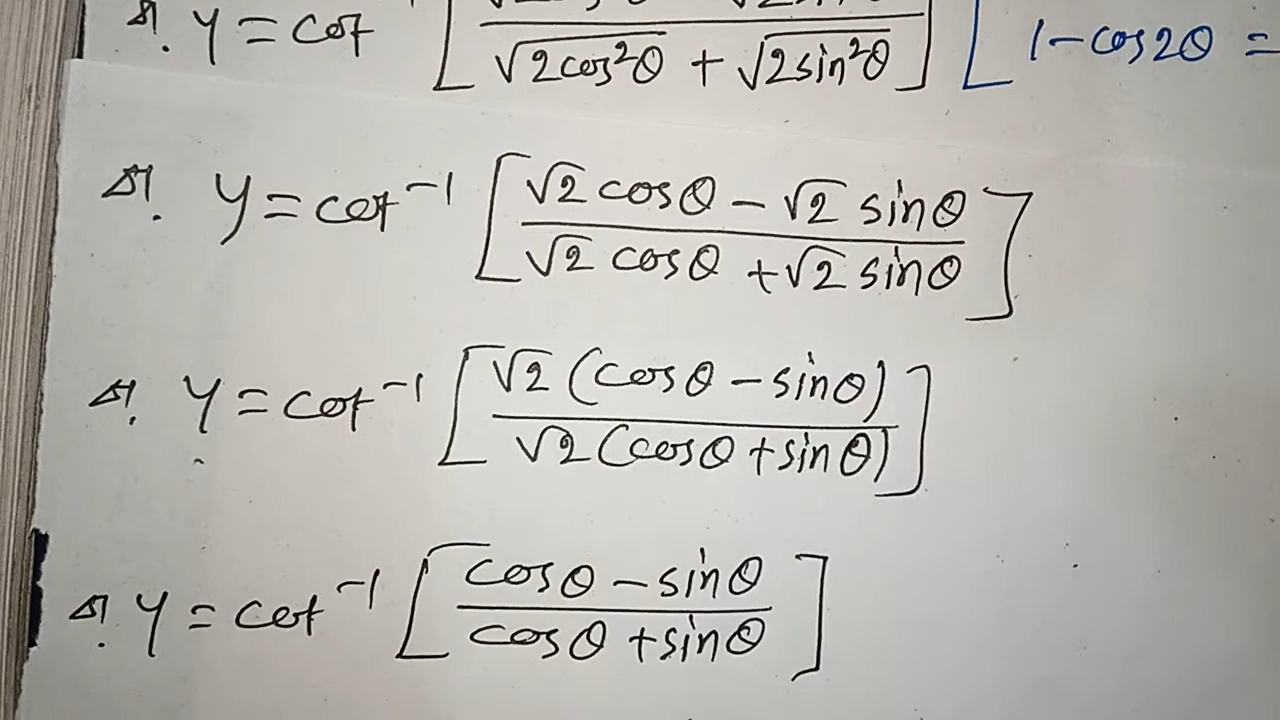 বা. y = cot [ / √2cos²θ + √2sin²θ ] [ 1-cos2θ =
বা. y = cot⁻¹ [ √2 cosθ - √2 sinθ / √2 cosθ + √2 sinθ ]
বা. y = cot⁻¹ [ √2 (cosθ - sinθ) / √2 (cosθ + sinθ) ]
বা. y = cot⁻¹ [ cosθ - sinθ / cosθ + sinθ ]